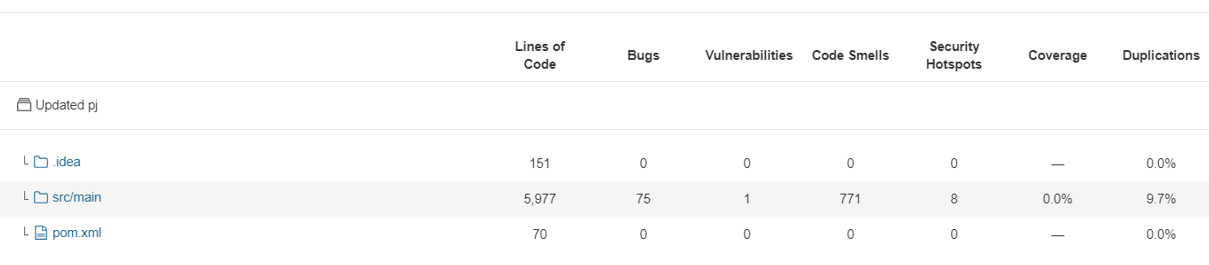 Lines of Code Bugs Vulnerabilities Code Smells Security Hotspots Coverage Duplications
Updated pj
.idea 151 0 0 0 0 — 0.0%
src/main 5,977 75 1 771 8 0.0% 9.7%
pom.xml 70 0 0 0 0 — 0.0%